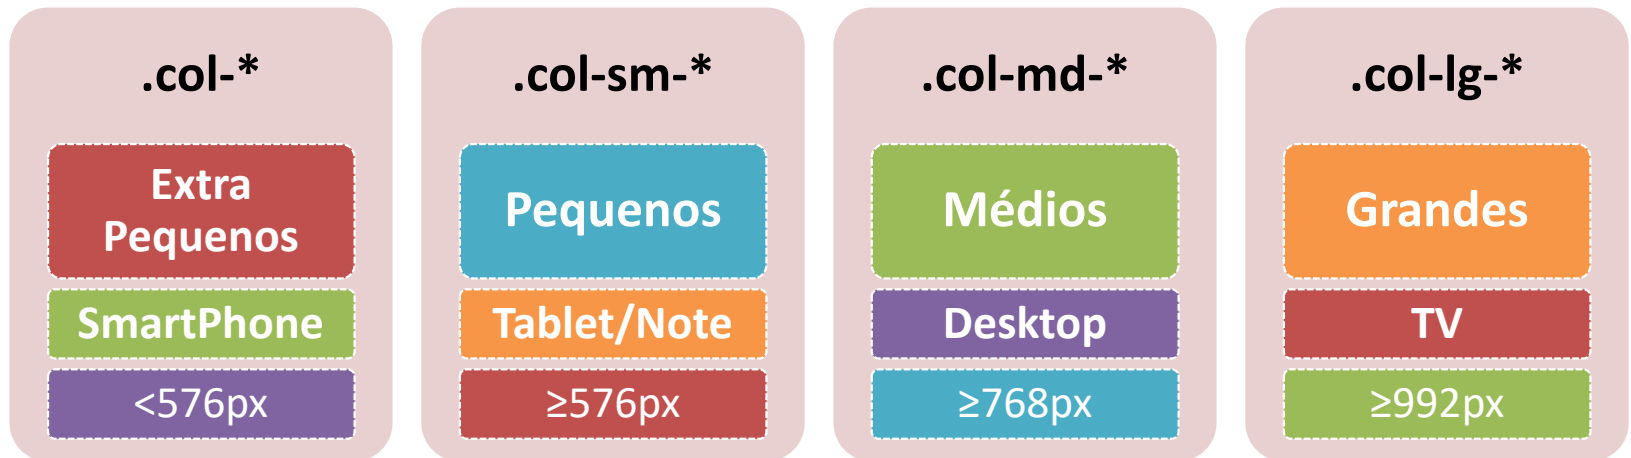 .col-*
Extra
Pequenos
SmartPhone
<576px
.col-sm-*
Pequenos
Tablet/Note
≥576px
.col-md-*
Médios
Desktop
≥768px
.col-lg-*
Grandes
TV
≥992px